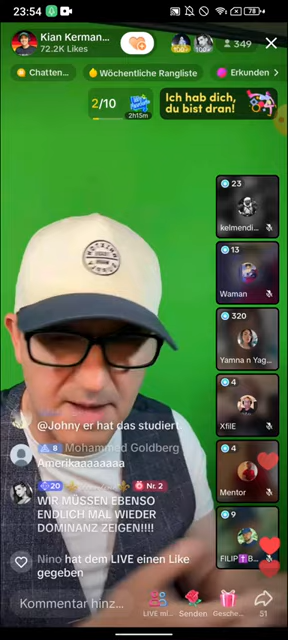 23:54
78
Kian Kerman...
72.2K Likes
100+
349
Chatten...
Wöchentliche Rangliste
Erkunden
2/10
2h15m
Ich hab dich,
du bist dran!
23
kelmendi...
13
Waman
320
Yamna n Yag...
4
XfilE
4
Mentor
9
FILIP✝️B...
@Johny er hat das studiert
8 Mohammed Goldberg
Amerikaaaaaaa
20 Nr. 2
WIR MÜSSEN EBENSO
ENDLICH MAL WIEDER
DOMINANZ ZEIGEN!!!!
Nino hat dem LIVE einen Like
gegeben
Kommentar hinz...
LIVE mi...
Senden
Gesche...
51